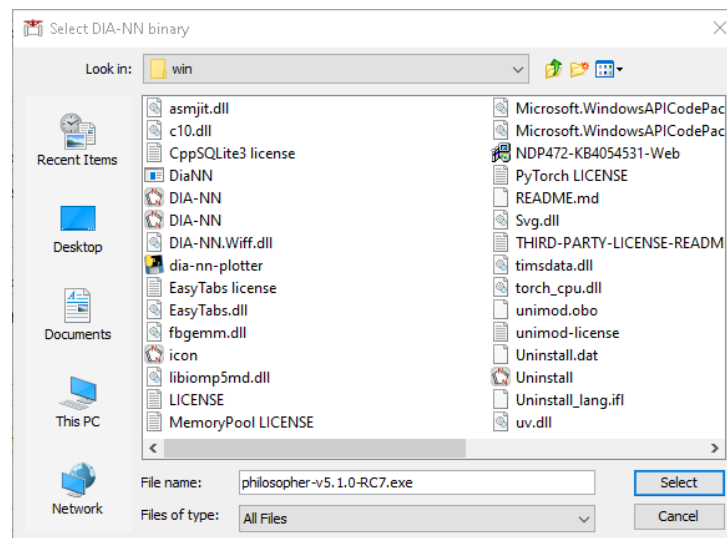 Select DIA-NN binary
Look in:
win
Recent Items
Desktop
Documents
This PC
Network
asmjit.dll
c10.dll
CppSQLite3 license
DiaNN
DIA-NN
DIA-NN
DIA-NN.Wiff.dll
dia-nn-plotter
EasyTabs license
EasyTabs.dll
fbgemm.dll
icon
libiomp5md.dll
LICENSE
MemoryPool LICENSE
Microsoft.WindowsAPICodePac
Microsoft.WindowsAPICodePac
NDP472-KB4054531-Web
PyTorch LICENSE
README.md
Svg.dll
THIRD-PARTY-LICENSE-READM
timsdata.dll
torch_cpu.dll
unimod.obo
unimod-license
Uninstall.dat
Uninstall
Uninstall_lang.ifl
uv.dll
File name:
philosopher-v5.1.0-RC7.exe
Select
Files of type:
All Files
Cancel